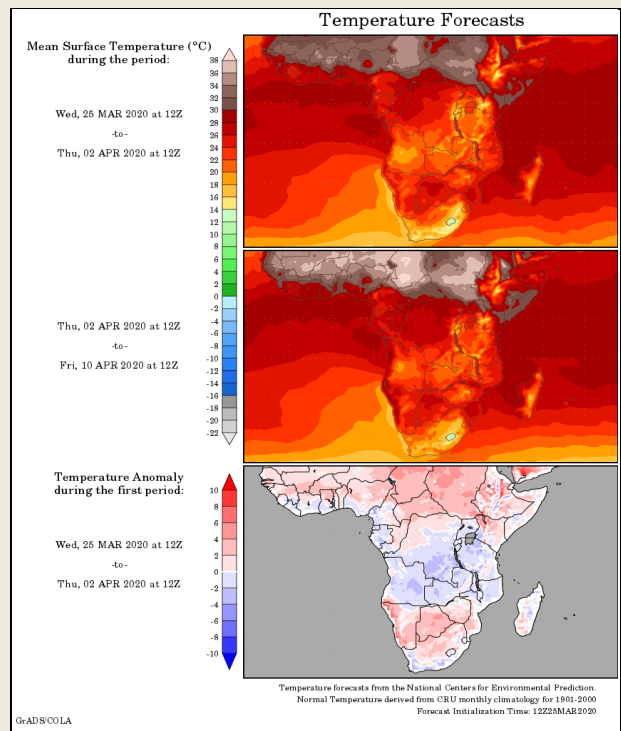 Temperature Forecasts
Mean Surface Temperature (°C)
during the period:
38
36
34
32
30
28
26
24
22
20
18
16
14
12
10
8
6
4
2
0
-2
-4
-6
-8
-10
-12
-14
-16
-18
-20
-22
Wed, 25 MAR 2020 at 12Z
-to-
Thu, 02 APR 2020 at 12Z
Thu, 02 APR 2020 at 12Z
-to-
Fri, 10 APR 2020 at 12Z
Temperature Anomaly
during the first period:
10
8
6
4
2
0
-2
-4
-6
-8
-10
Wed, 25 MAR 2020 at 12Z
-to-
Thu, 02 APR 2020 at 12Z
Temperature forecasts from the National Centers for Environmental Prediction.
Normal Temperature derived from CRU monthly climatology for 1901-2000
Forecast Initialization Time: 12Z25MAR2020
GrADS/COLA